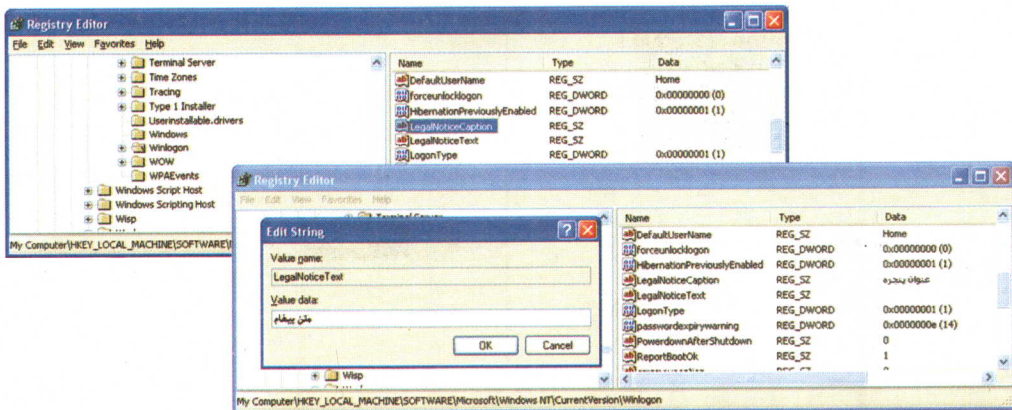 Registry Editor
File Edit View Favorites Help
Terminal Server
Time Zones
Tracing
Type 1 Installer
Userinstallable.drivers
Windows
Winlogon
WOW
WPAEvents
Windows Script Host
Windows Scripting Host
Wisp
Name Type Data
DefaultUserName REG_SZ Home
forceunlocklogon REG_DWORD 0x00000000 (0)
HibernationPreviouslyEnabled REG_DWORD 0x00000001 (1)
LegalNoticeCaption REG_SZ
LegalNoticeText REG_SZ
LogonType REG_DWORD 0x00000001 (1)
My Computer\HKEY_LOCAL_MACHINE\SOFTWARE\
Registry Editor
File Edit View Favorites Help
Terminal Server
Edit String
Value name:
LegalNoticeText
Value data:
متن پیغام
OK Cancel
Wisp
Name Type Data
DefaultUserName REG_SZ Home
forceunlocklogon REG_DWORD 0x00000000 (0)
HibernationPreviouslyEnabled REG_DWORD 0x00000001 (1)
LegalNoticeCaption REG_SZ عنوان پنجره
LegalNoticeText REG_SZ
LogonType REG_DWORD 0x00000001 (1)
passwordexpirywarning REG_DWORD 0x0000000e (14)
PowerdownAfterShutdown REG_SZ 0
ReportBootOk REG_SZ 1
My Computer\HKEY_LOCAL_MACHINE\SOFTWARE\Microsoft\Windows NT\CurrentVersion\Winlogon